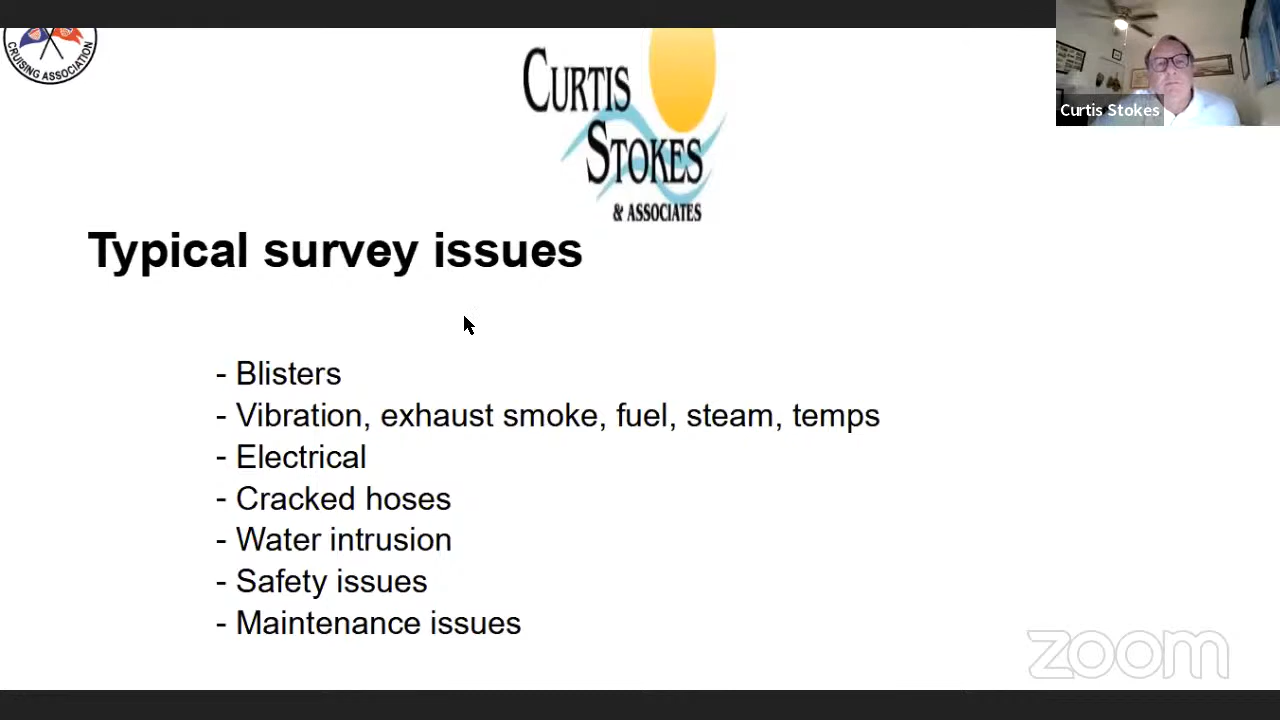 CRUISING ASSOCIATION
CURTIS
STOKES
& ASSOCIATES
Curtis Stokes
Typical survey issues
- Blisters
- Vibration, exhaust smoke, fuel, steam, temps
- Electrical
- Cracked hoses
- Water intrusion
- Safety issues
- Maintenance issues
zoom